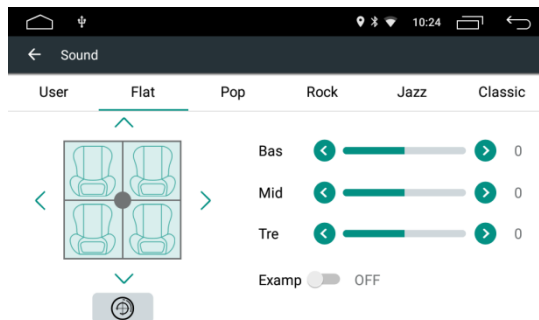 10:24
Sound
User Flat Pop Rock Jazz Classic
Bas 0
Mid 0
Tre 0
Examp OFF